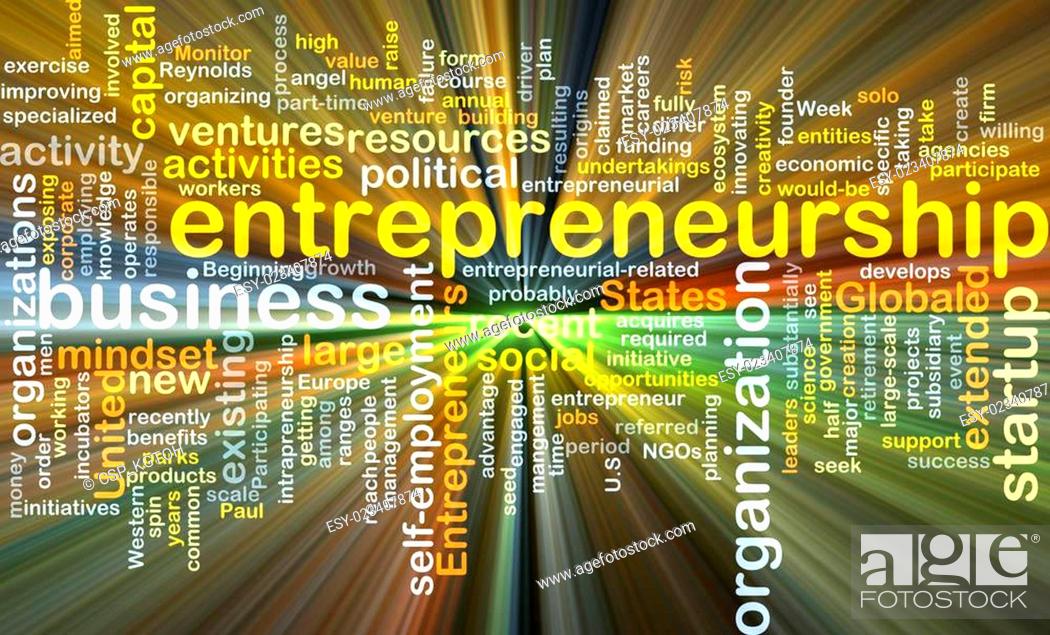 aimed
involved
capital
exercise
improving
specialized
activity
Monitor
Reynolds
organizing
process
high
value
angel
part-time
human
raise
failure
form
course
annual
venture building
driver
plan
ventures
resources
activities
political
workers
resulting
origins
claimed
market
careers
risk
fully
differ
funding
undertakings
entrepreneurial
ecosystem
innovating
creativity
founder
Week
solo
entities
economic
would-be
specific
taking
take
create
firm
willing
agencies
participate
entrepreneurship
organizations
exposing
corporate
employing
knowledge
operates
responsible
Beginning
growth
business
entrepreneurial-related
probably
States
recent
acquires
required
develops
Global
mindset
large
social
initiative
opportunities
new
existing
self-employment
Entrepreneurs
organization
substantially
see
science
leaders
half
government
major
creation
retirement
large-scale
projects
subsidiary
event
extended
startup
money
order
men
working
incubators
United
recently
benefits
parks
products
initiatives
Western
spin
years
common
scale
Paul
Participating
intrapreneurship
getting
Europe
among
ranges
reach
people
management
advantage
seed
engaged
mangement
time
entrepreneur
jobs
period
referred
U.S
NGOs
planning
seek
support
success
www.agefotostock.com
ESY-023407874
© CSP_KGTOH
age
FOTOSTOCK
®